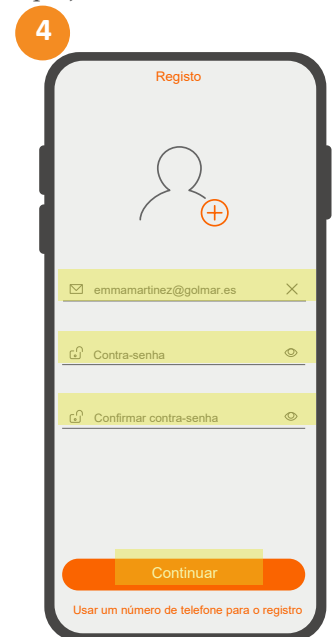 4
Registo
emmamartinez@golmar.es
Contra-senha
Confirmar contra-senha
Continuar
Usar um número de telefone para o registro